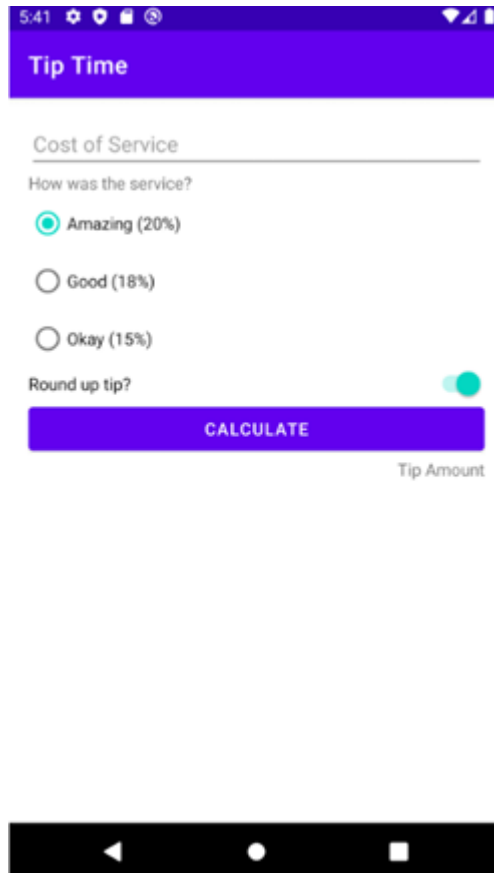 5:41
Tip Time
Cost of Service
How was the service?
Amazing (20%)
Good (18%)
Okay (15%)
Round up tip?
CALCULATE
Tip Amount